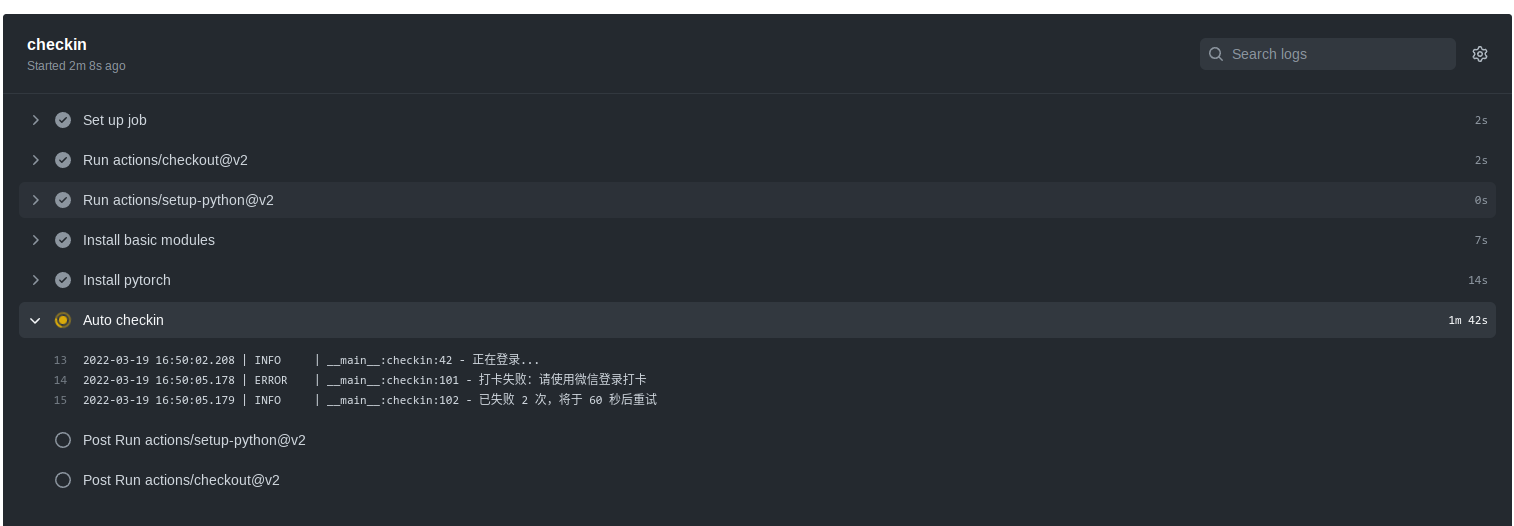 checkin
Started 2m 8s ago
Search logs
Set up job 2s
Run actions/checkout@v2 2s
Run actions/setup-python@v2 0s
Install basic modules 7s
Install pytorch 14s
Auto checkin 1m 42s
13 2022-03-19 16:50:02.208 | INFO     | __main__:checkin:42 - 正在登录...
14 2022-03-19 16:50:05.178 | ERROR    | __main__:checkin:101 - 打卡失败：请使用微信登录打卡
15 2022-03-19 16:50:05.179 | INFO     | __main__:checkin:102 - 已失败 2 次，将于 60 秒后重试
Post Run actions/setup-python@v2
Post Run actions/checkout@v2